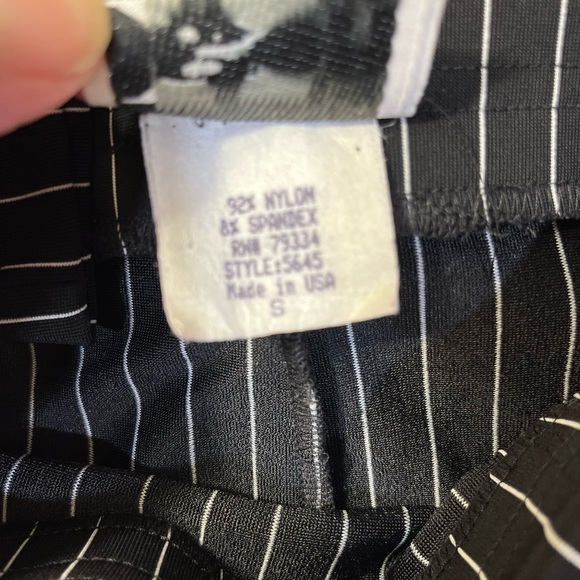 92% NYLON
8% SPANDEX
RN# 79334
STYLE:5645
Made in USA
S